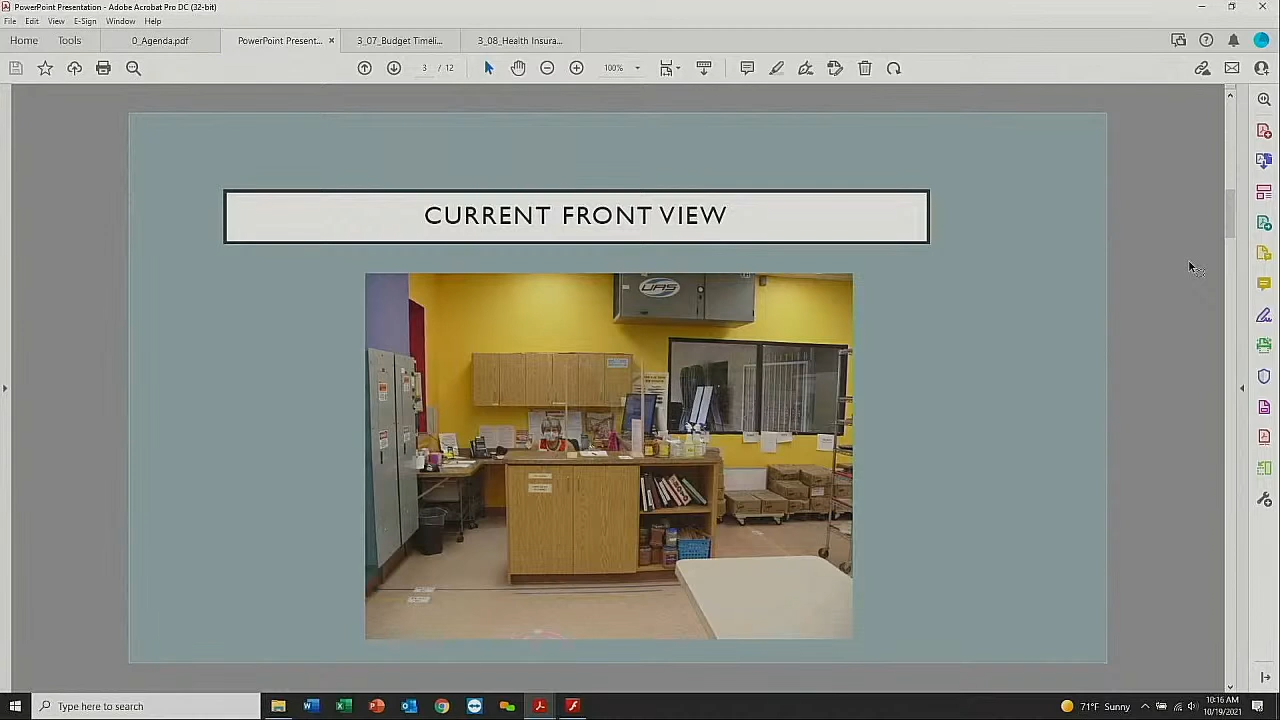 PowerPoint Presentation - Adobe Acrobat Pro DC (32-bit)
File Edit View E-Sign Window Help
Home Tools 0_Agenda.pdf PowerPoint Present... × 3_07_Budget Timeli... 3_08_Health Insura...
3 / 12 100%
CURRENT FRONT VIEW
UAS
Type here to search
71°F Sunny
10:16 AM
10/19/2021